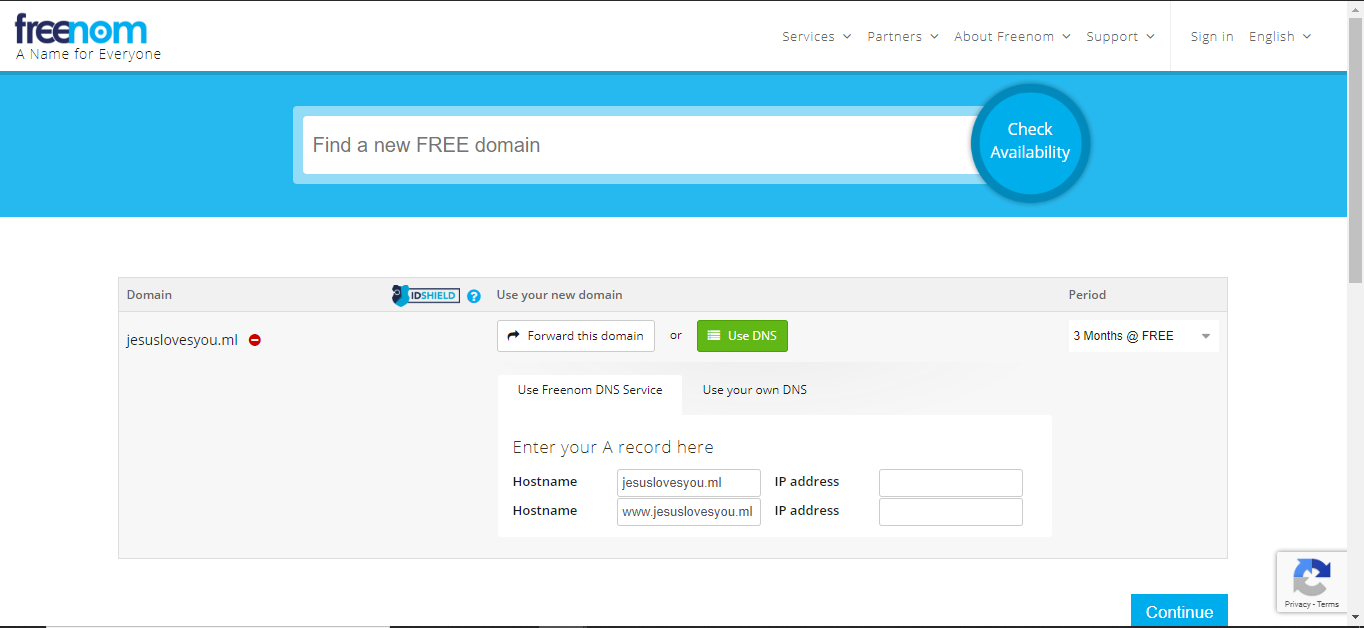 freenom
A Name for Everyone
Services Partners About Freenom Support Sign in English
Find a new FREE domain
Check
Availability
Domain IDSHIELD ? Use your new domain Period
jesuslovesyou.ml Forward this domain or Use DNS 3 Months @ FREE
Use Freenom DNS Service Use your own DNS
Enter your A record here
Hostname jesuslovesyou.ml IP address
Hostname www.jesuslovesyou.ml IP address
Privacy - Terms
Continue